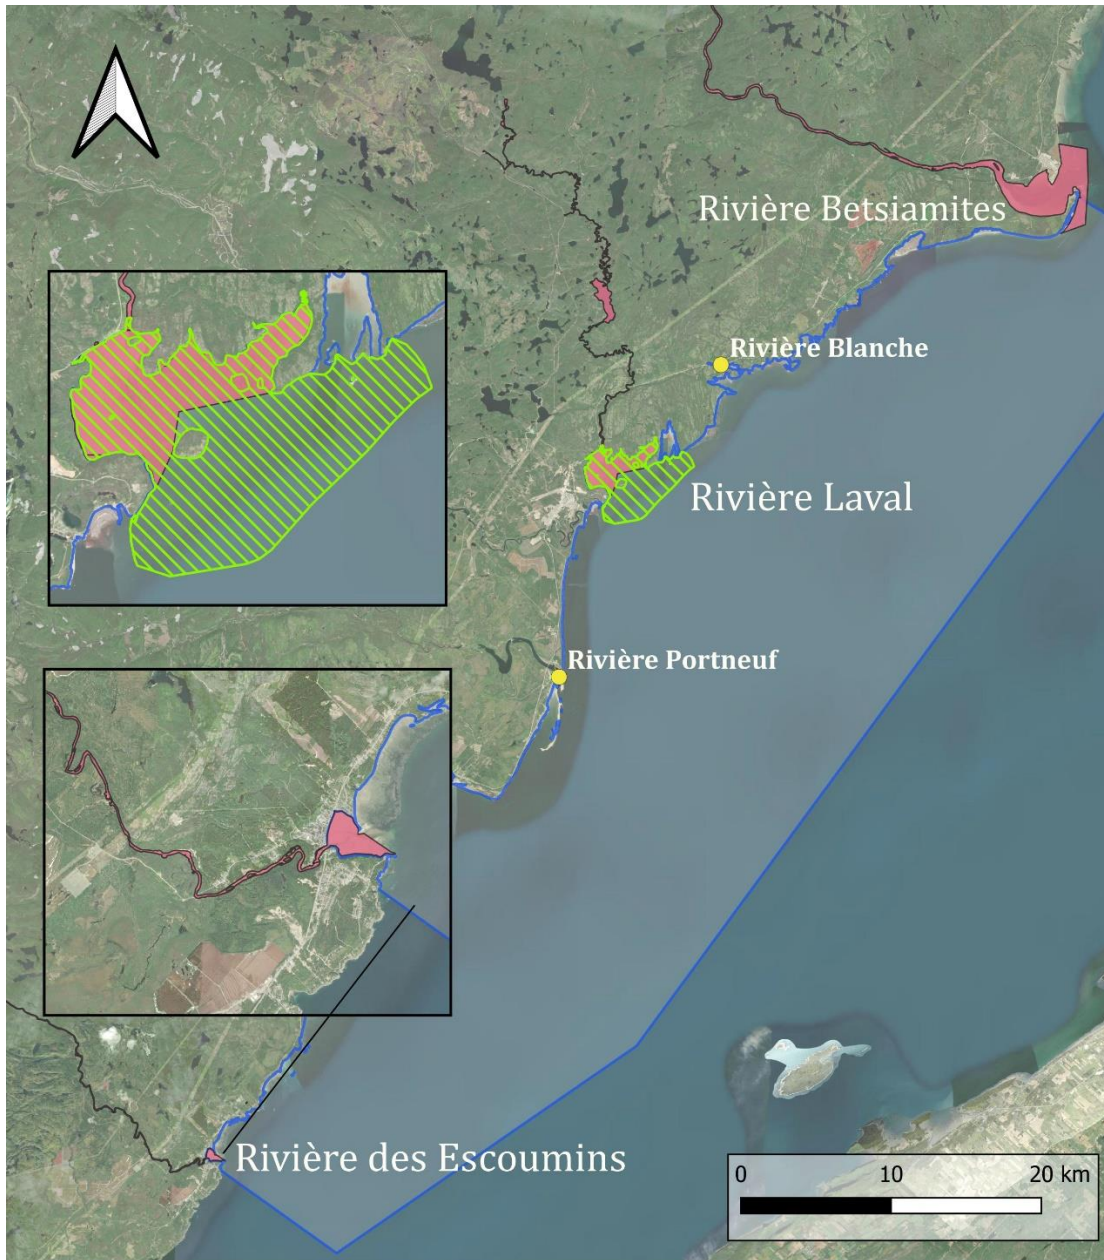 Rivière Betsiamites
Rivière Blanche
Rivière Laval
Rivière Portneuf
Rivière des Escoumins
0 10 20 km